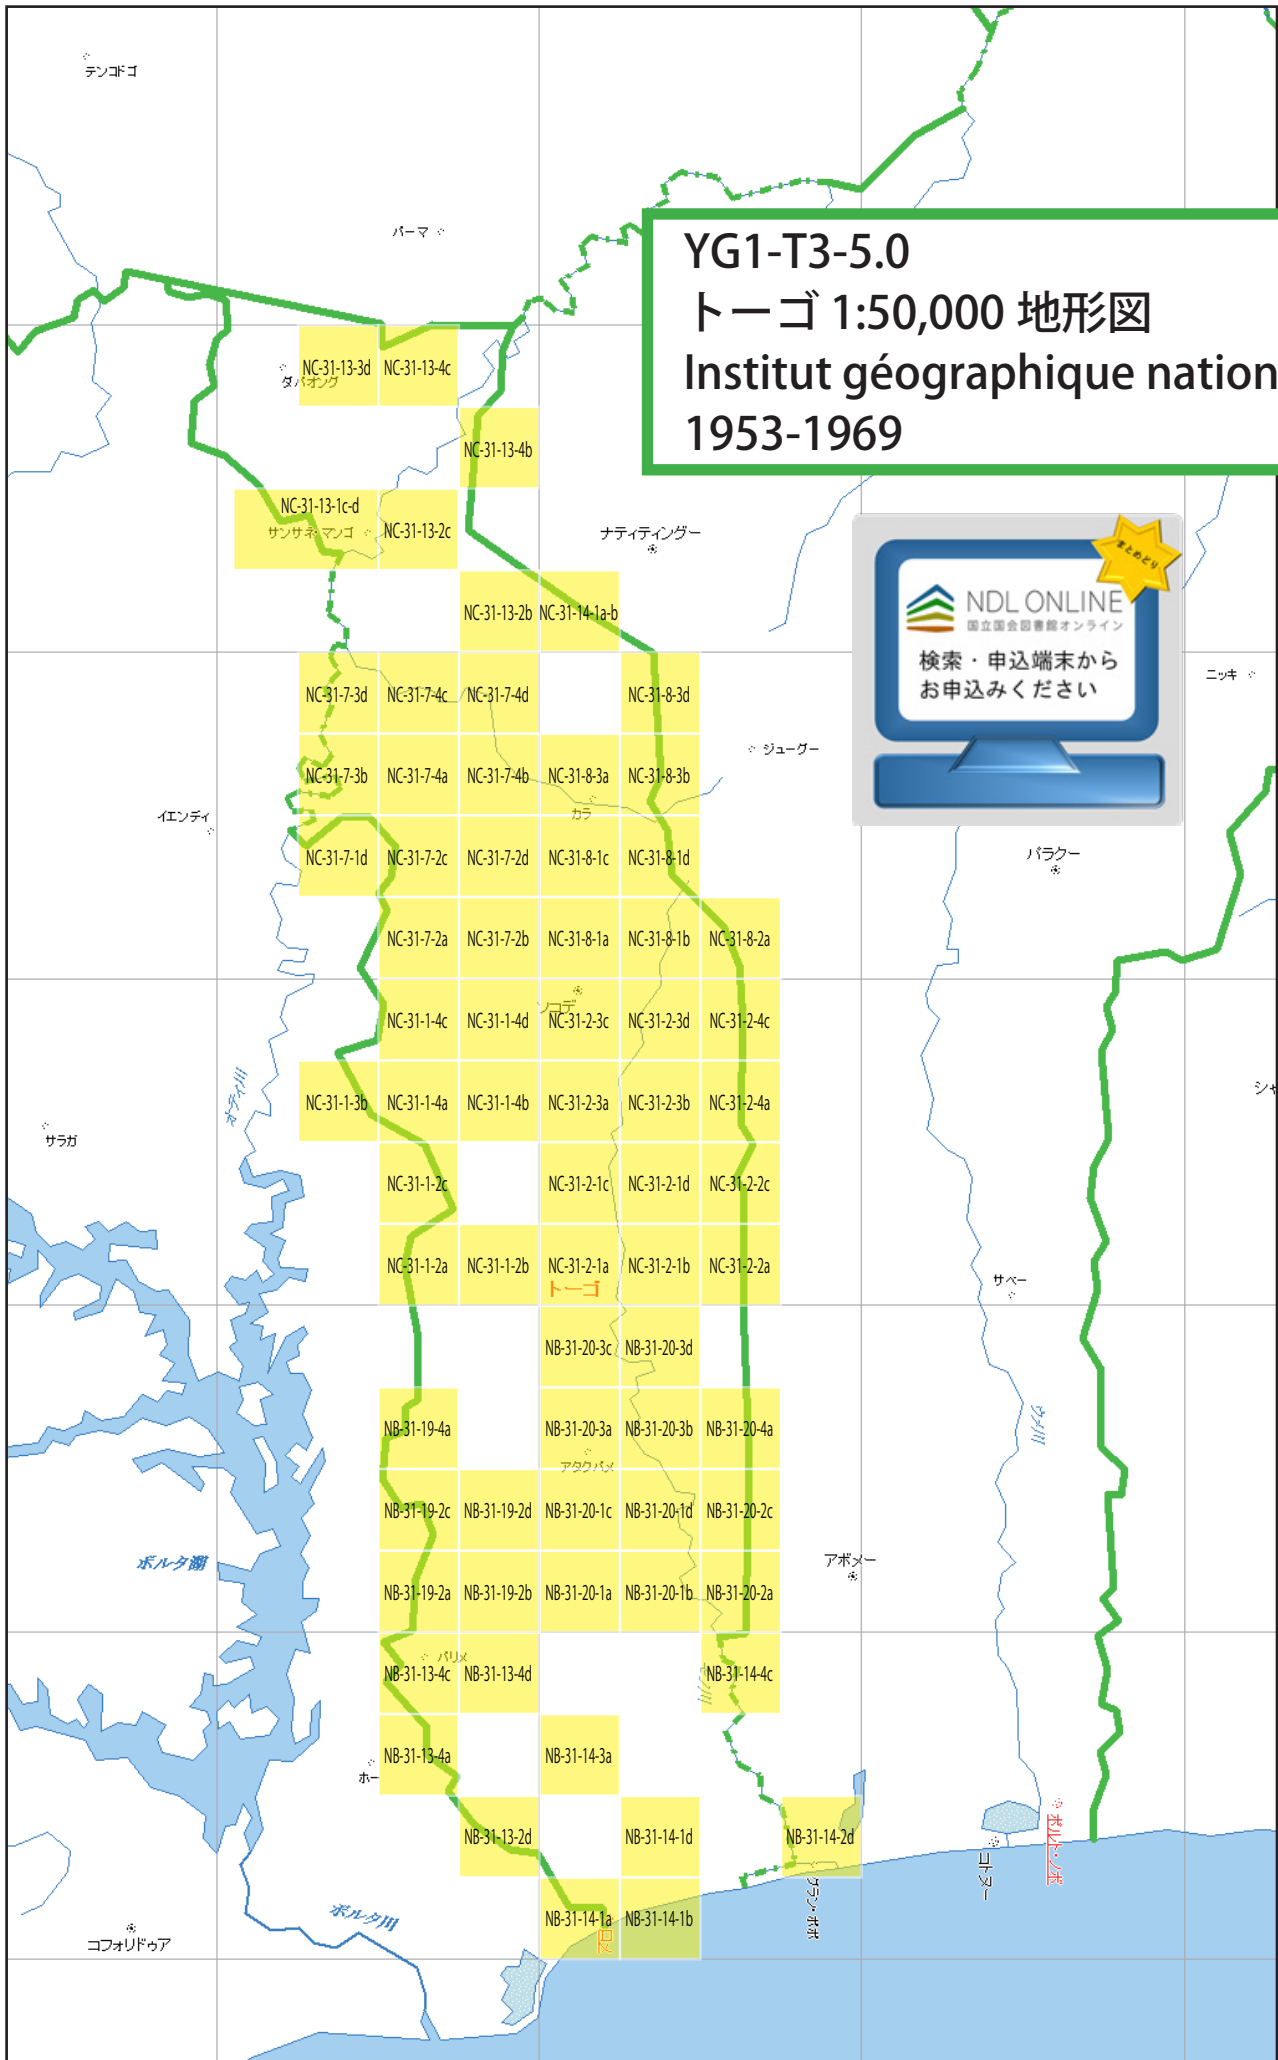 テンコドゴ
パーマ
YG1-T3-5.0
トーゴ 1:50,000 地形図
Institut géographique nation
1953-1969
NC-31-13-3d NC-31-13-4c
ダパオング
NC-31-13-4b
NC-31-13-1c-d
サンサネ・マンゴ NC-31-13-2c
ナティティングー
まとめどり
NDL ONLINE
国立国会図書館オンライン
検索・申込端末から
お申込みください
NC-31-13-2b NC-31-14-1a-b
ニッキ
NC-31-7-3d NC-31-7-4c NC-31-7-4d NC-31-8-3d
ジューグー
NC-31-7-3b NC-31-7-4a NC-31-7-4b NC-31-8-3a NC-31-8-3b
カラ
イエンディ
パラクー
NC-31-7-1d NC-31-7-2c NC-31-7-2d NC-31-8-1c NC-31-8-1d
NC-31-7-2a NC-31-7-2b NC-31-8-1a NC-31-8-1b NC-31-8-2a
ソコデ
NC-31-1-4c NC-31-1-4d NC-31-2-3c NC-31-2-3d NC-31-2-4c
シャ
NC-31-1-3b NC-31-1-4a NC-31-1-4b NC-31-2-3a NC-31-2-3b NC-31-2-4a
サラガ
NC-31-1-2c NC-31-2-1c NC-31-2-1d NC-31-2-2c
NC-31-1-2a NC-31-1-2b NC-31-2-1a NC-31-2-1b NC-31-2-2a
トーゴ
サベー
NB-31-20-3c NB-31-20-3d
NB-31-19-4a NB-31-20-3a NB-31-20-3b NB-31-20-4a
ウメ川
アタクパメ
NB-31-19-2c NB-31-19-2d NB-31-20-1c NB-31-20-1d NB-31-20-2c
ボルタ湖
アボメー
NB-31-19-2a NB-31-19-2b NB-31-20-1a NB-31-20-1b NB-31-20-2a
パリメ
NB-31-13-4c NB-31-13-4d NB-31-14-4c
NB-31-13-4a NB-31-14-3a
ホー
NB-31-13-2d NB-31-14-1d NB-31-14-2d
ポルト・ノボ
コトヌー
グラン・ポポ
NB-31-14-1a NB-31-14-1b
ロメ
ボルタ川
コフォリドゥア